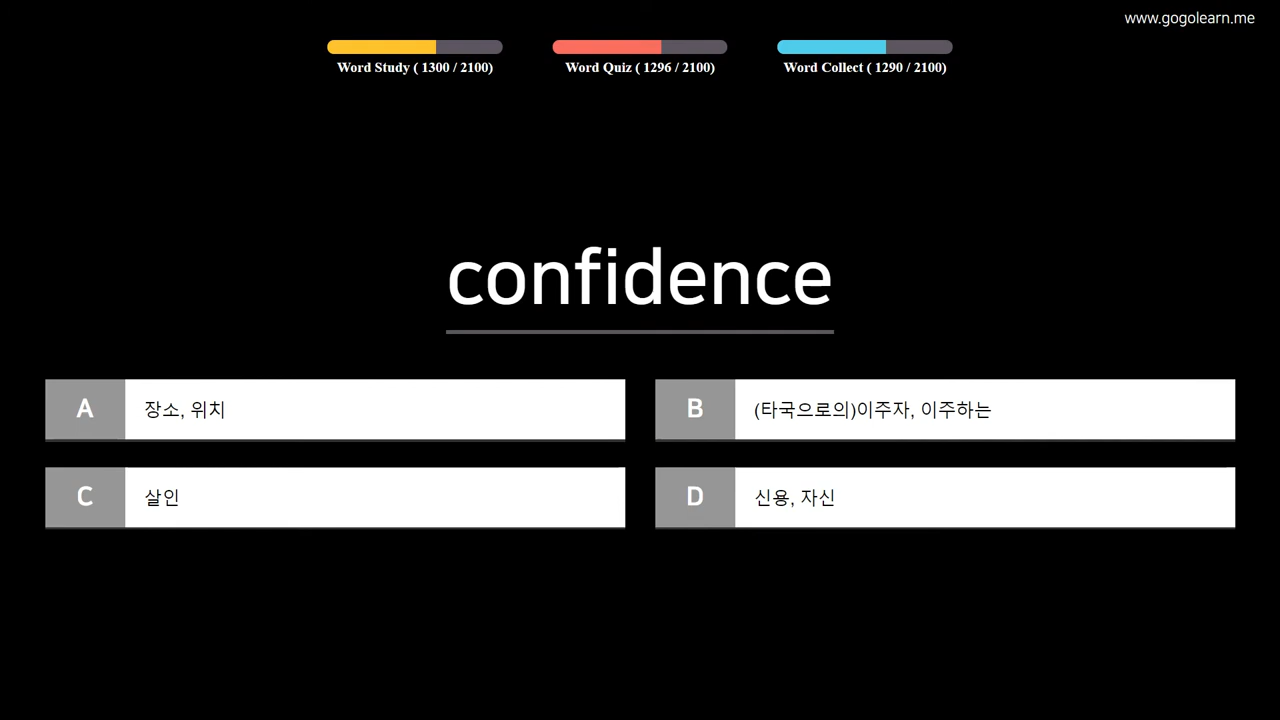 www.gogolearn.me
Word Study ( 1300 / 2100)
Word Quiz ( 1296 / 2100)
Word Collect ( 1290 / 2100)
confidence
A 장소, 위치
B (타국으로의)이주자, 이주하는
C 살인
D 신용, 자신